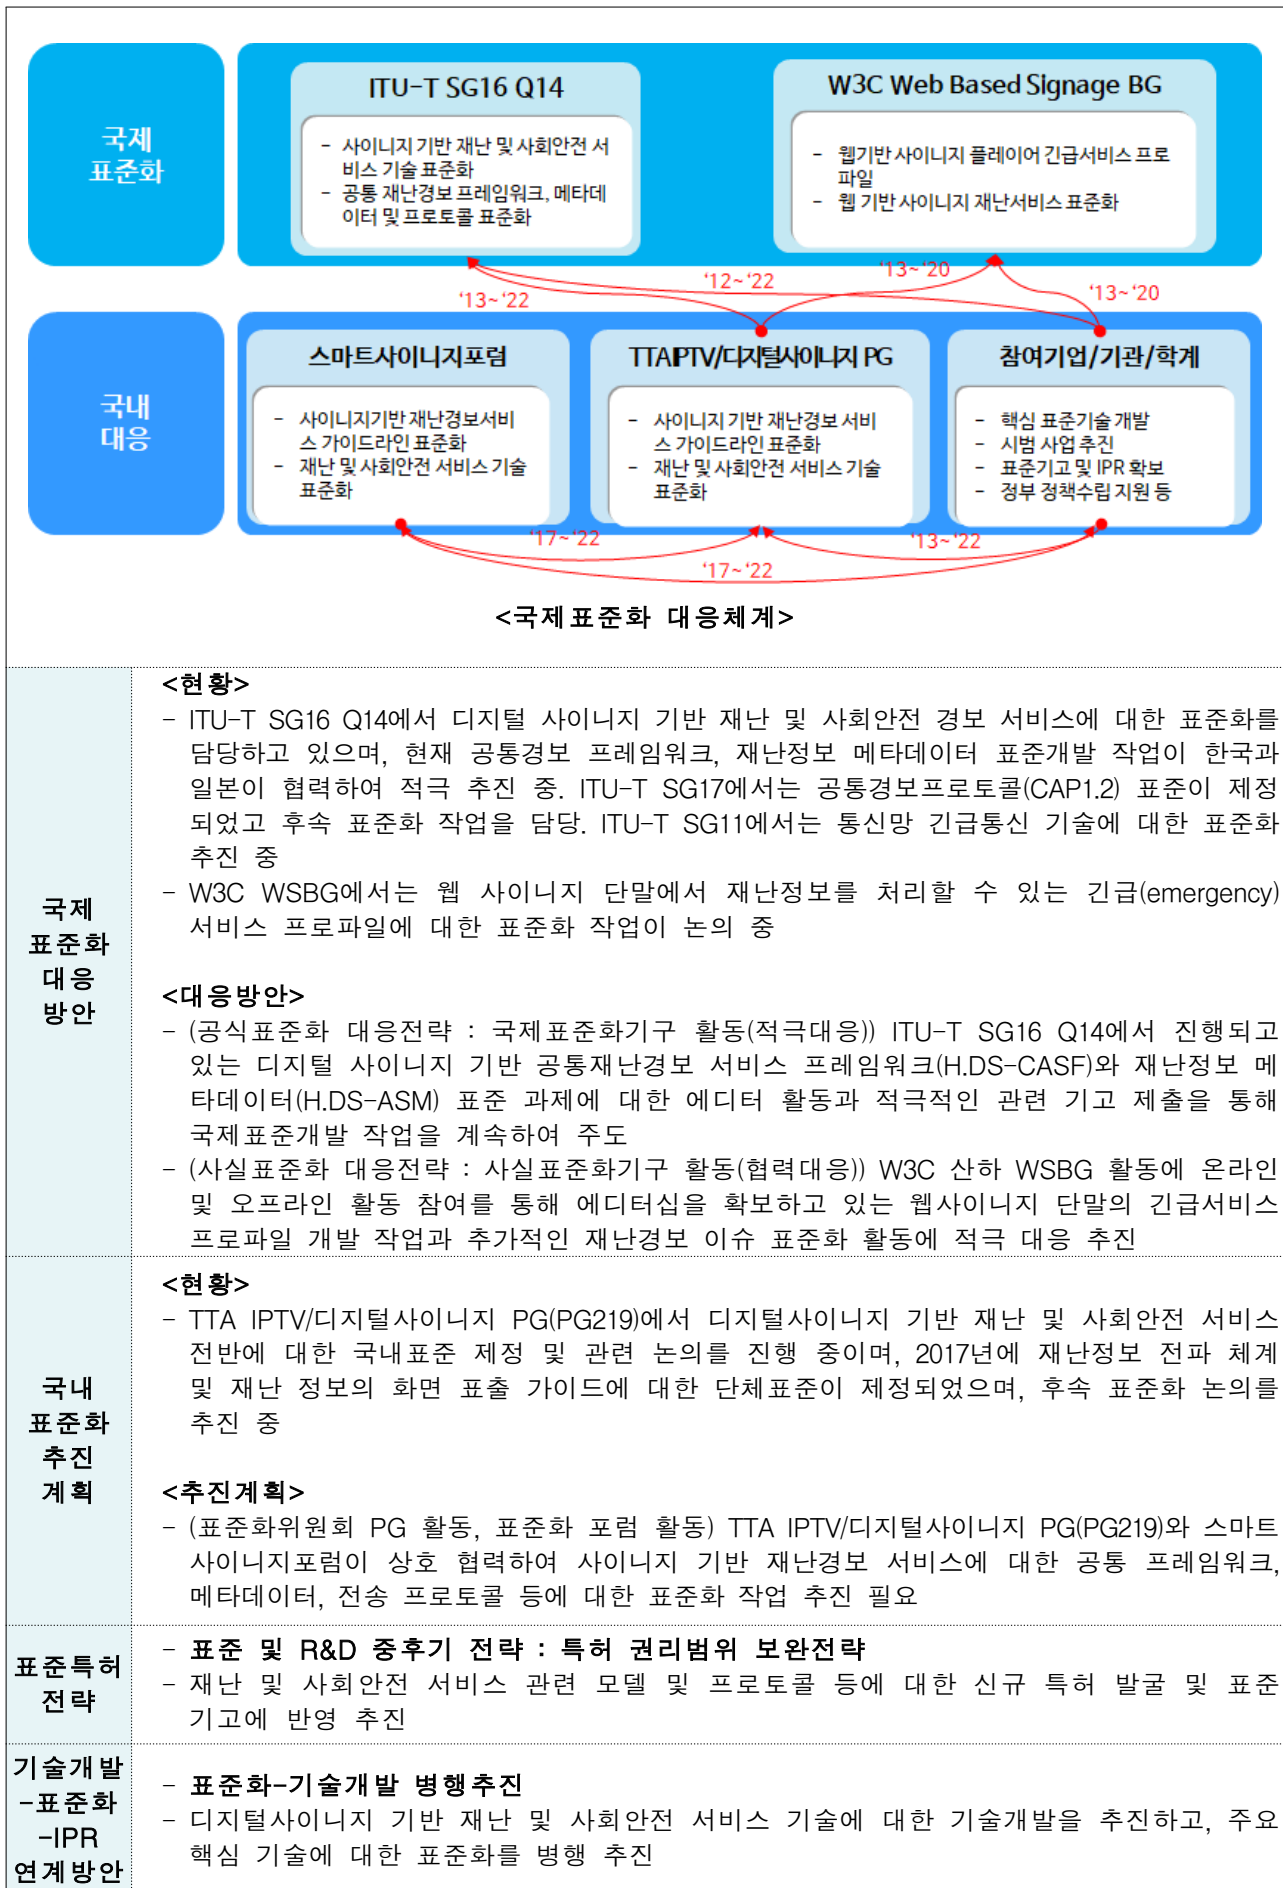 국제
표준화
ITU-T SG16 Q14
- 사이니지 기반 재난 및 사회안전 서
비스 기술 표준화
- 공통 재난경보 프레임워크, 메타데
이터 및 프로토콜 표준화
W3C Web Based Signage BG
- 웹기반 사이니지 플레이어 긴급서비스 프로
파일
- 웹 기반 사이니지 재난서비스 표준화
'13~'22
'12~'22
'13~'20
'13~'20
국내
대응
스마트사이니지포럼
- 사이니지기반 재난경보서비
스 가이드라인 표준화
- 재난 및 사회안전 서비스 기술
표준화
TTAIPTV/디지털사이니지 PG
- 사이니지 기반 재난경보 서비
스 가이드라인 표준화
- 재난 및 사회안전 서비스 기술
표준화
참여기업/기관/학계
- 핵심 표준기술 개발
- 시범 사업 추진
- 표준기고 및 IPR 확보
- 정부 정책수립 지원 등
'17~'22
'13~'22
'17~'22
<국제표준화 대응체계>
국제
표준화
대응
방안
<현황>
- ITU-T SG16 Q14에서 디지털 사이니지 기반 재난 및 사회안전 경보 서비스에 대한 표준화를
담당하고 있으며, 현재 공통경보 프레임워크, 재난정보 메타데이터 표준개발 작업이 한국과
일본이 협력하여 적극 추진 중. ITU-T SG17에서는 공통경보프로토콜(CAP1.2) 표준이 제정
되었고 후속 표준화 작업을 담당. ITU-T SG11에서는 통신망 긴급통신 기술에 대한 표준화
추진 중
- W3C WSBG에서는 웹 사이니지 단말에서 재난정보를 처리할 수 있는 긴급(emergency)
서비스 프로파일에 대한 표준화 작업이 논의 중
<대응방안>
- (공식표준화 대응전략 : 국제표준화기구 활동(적극대응)) ITU-T SG16 Q14에서 진행되고
있는 디지털 사이니지 기반 공통재난경보 서비스 프레임워크(H.DS-CASF)와 재난정보 메
타데이터(H.DS-ASM) 표준 과제에 대한 에디터 활동과 적극적인 관련 기고 제출을 통해
국제표준개발 작업을 계속하여 주도
- (사실표준화 대응전략 : 사실표준화기구 활동(협력대응)) W3C 산하 WSBG 활동에 온라인
및 오프라인 활동 참여를 통해 에디터십을 확보하고 있는 웹사이니지 단말의 긴급서비스
프로파일 개발 작업과 추가적인 재난경보 이슈 표준화 활동에 적극 대응 추진
국내
표준화
추진
계획
<현황>
- TTA IPTV/디지털사이니지 PG(PG219)에서 디지털사이니지 기반 재난 및 사회안전 서비스
전반에 대한 국내표준 제정 및 관련 논의를 진행 중이며, 2017년에 재난정보 전파 체계
및 재난 정보의 화면 표출 가이드에 대한 단체표준이 제정되었으며, 후속 표준화 논의를
추진 중
<추진계획>
- (표준화위원회 PG 활동, 표준화 포럼 활동) TTA IPTV/디지털사이니지 PG(PG219)와 스마트
사이니지포럼이 상호 협력하여 사이니지 기반 재난경보 서비스에 대한 공통 프레임워크,
메타데이터, 전송 프로토콜 등에 대한 표준화 작업 추진 필요
표준특허
전략
- 표준 및 R&D 중후기 전략 : 특허 권리범위 보완전략
- 재난 및 사회안전 서비스 관련 모델 및 프로토콜 등에 대한 신규 특허 발굴 및 표준
기고에 반영 추진
기술개발
-표준화
-IPR
연계방안
- 표준화-기술개발 병행추진
- 디지털사이니지 기반 재난 및 사회안전 서비스 기술에 대한 기술개발을 추진하고, 주요
핵심 기술에 대한 표준화를 병행 추진